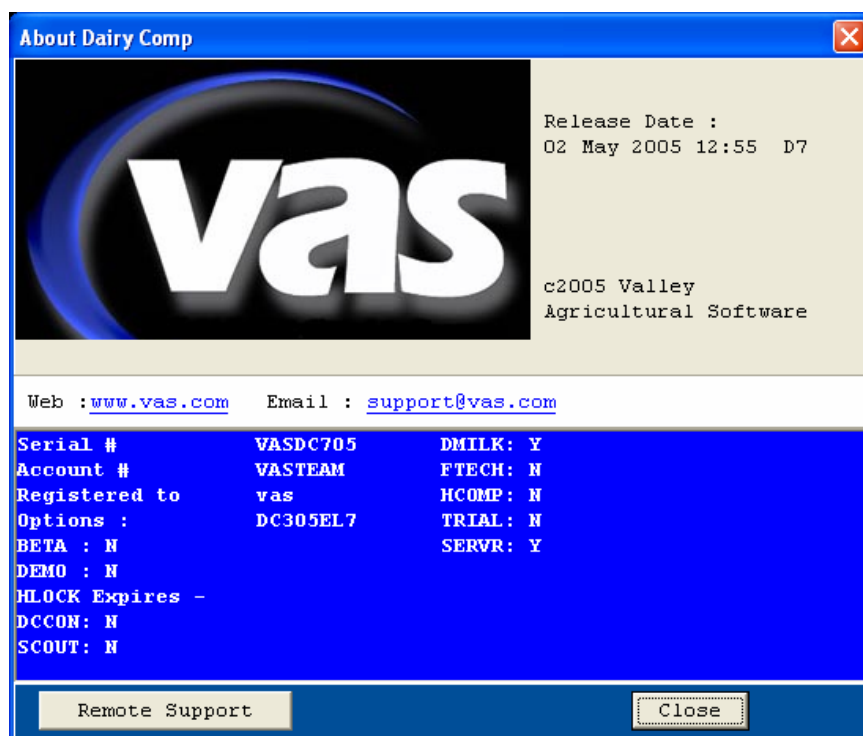 About Dairy Comp
vas
Release Date :
02 May 2005 12:55 D7
c2005 Valley
Agricultural Software
Web :www.vas.com Email : support@vas.com
Serial # VASDC705 DMILK: Y
Account # VASTEAM FTECH: N
Registered to vas HCOMP: N
Options : DC305EL7 TRIAL: N
BETA : N SERVR: Y
DEMO : N
HLOCK Expires -
DCCON: N
SCOUT: N
Remote Support Close